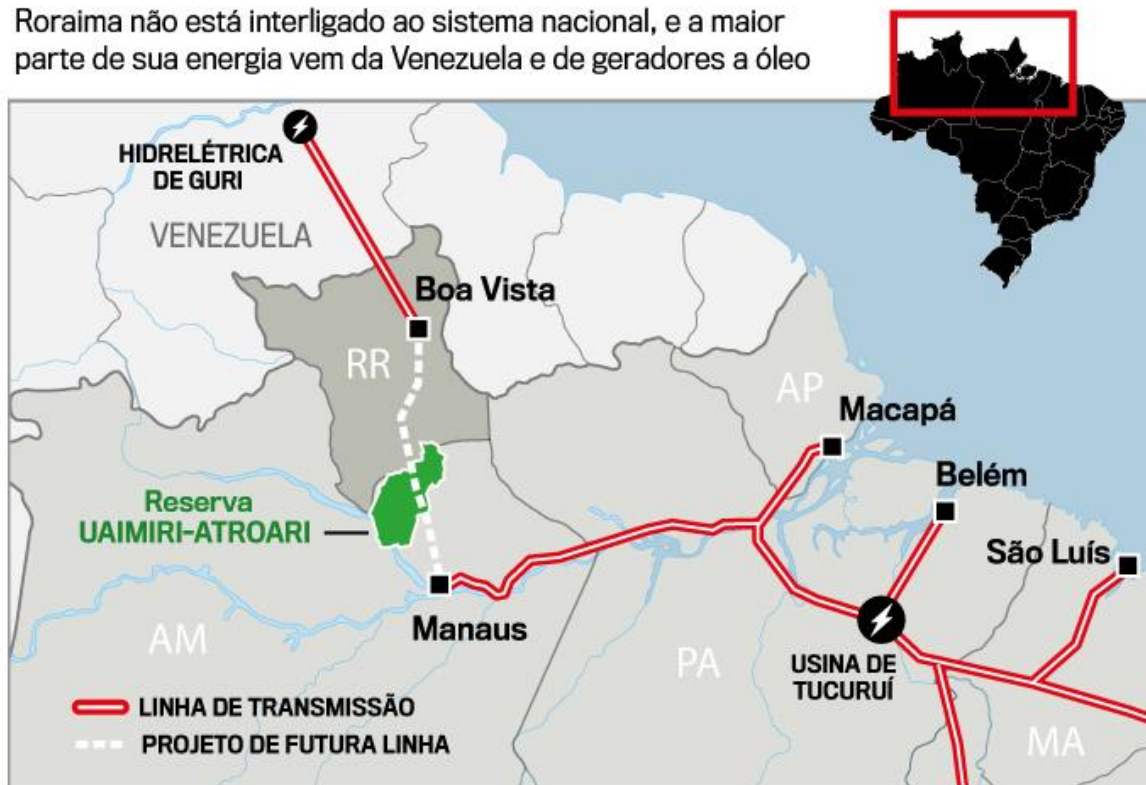 Roraima não está interligado ao sistema nacional, e a maior
parte de sua energia vem da Venezuela e de geradores a óleo
HIDRELÉTRICA
DE GURI
VENEZUELA
Boa Vista
RR
AP
Macapá
Belém
Reserva
UAIMIRI-ATROARI
São Luís
Manaus
AM
PA
USINA DE
TUCURUÍ
MA
LINHA DE TRANSMISSÃO
PROJETO DE FUTURA LINHA